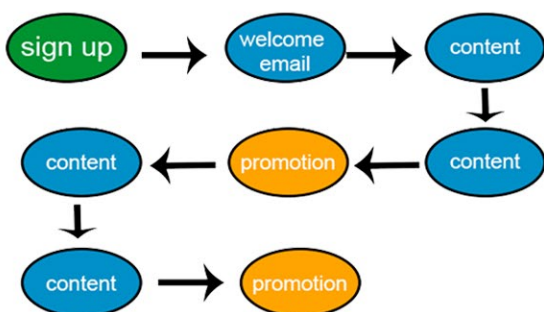 sign up
welcome
email
content
content
promotion
content
content
promotion